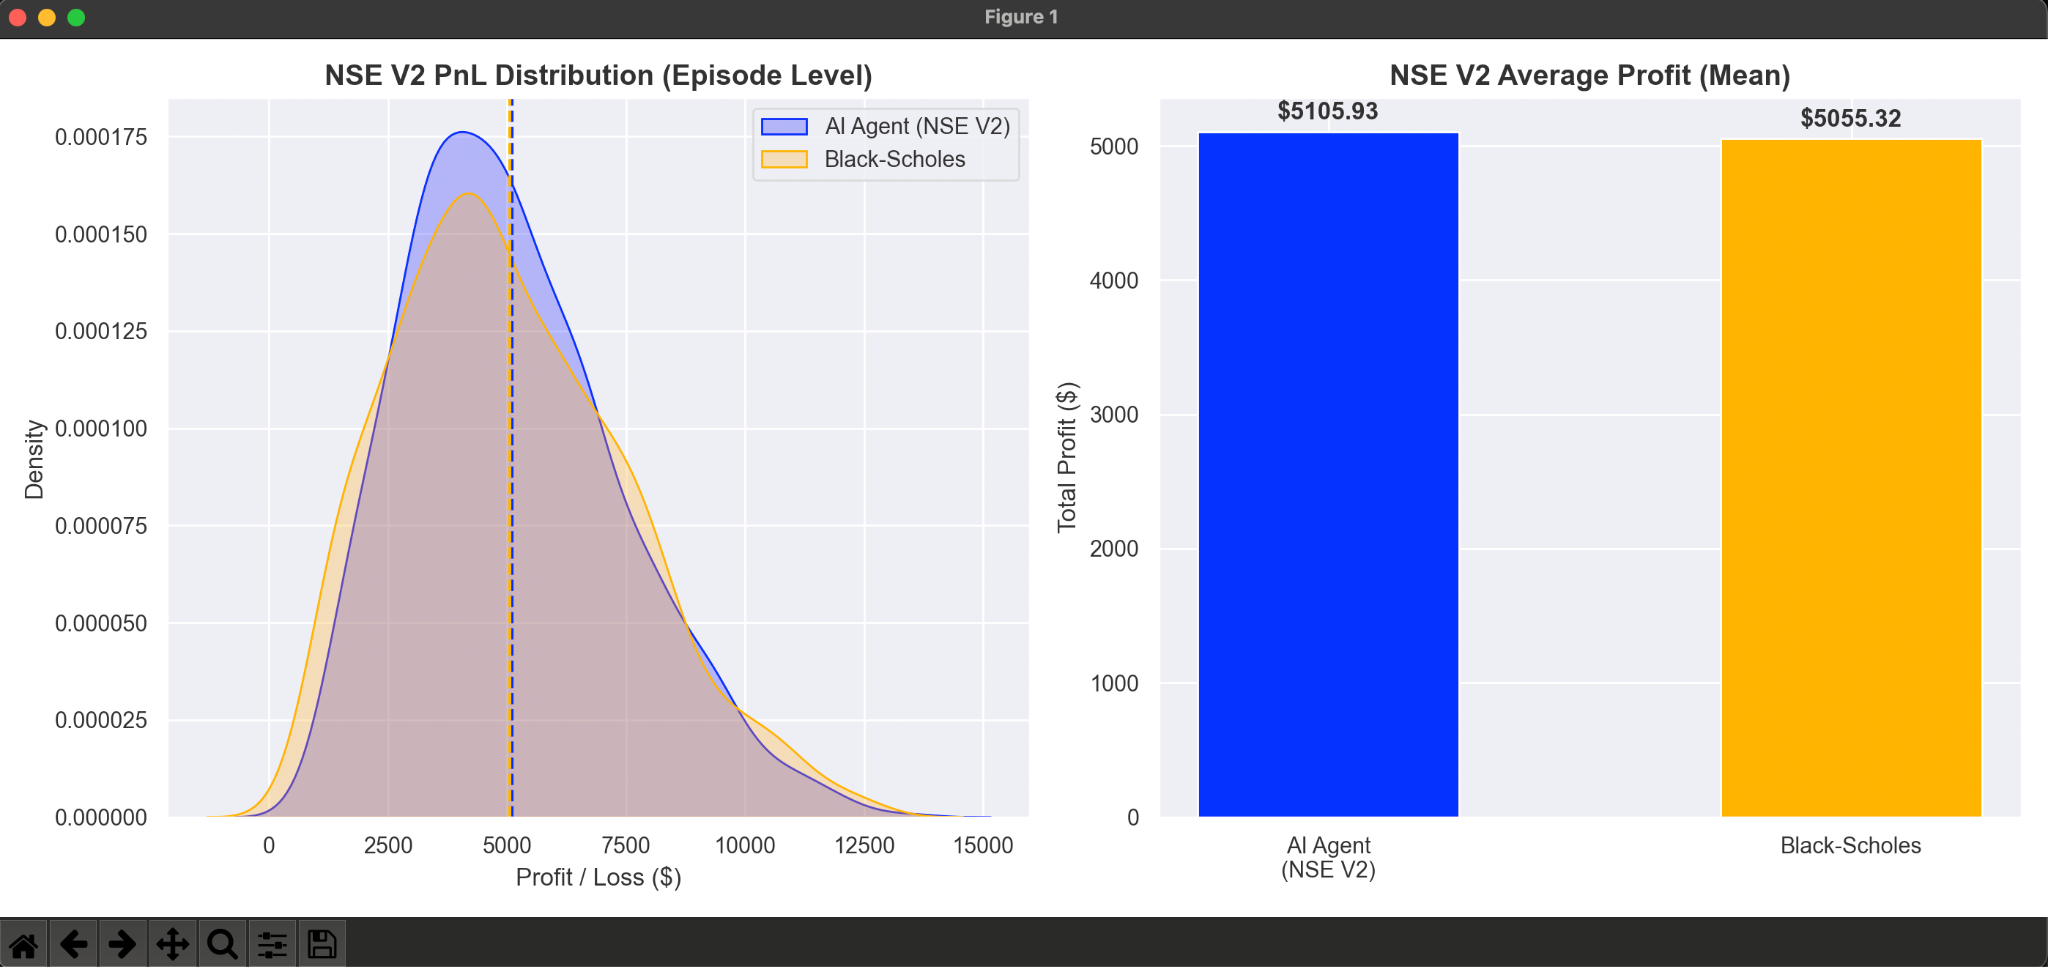 Figure 1
NSE V2 PnL Distribution (Episode Level)
AI Agent (NSE V2)
Black-Scholes
0.000175
0.000150
0.000125
0.000100
0.000075
0.000050
0.000025
0.000000
Density
0 2500 5000 7500 10000 12500 15000
Profit / Loss ($)
NSE V2 Average Profit (Mean)
$5105.93
$5055.32
5000
4000
3000
2000
1000
0
Total Profit ($)
AI Agent
(NSE V2)
Black-Scholes